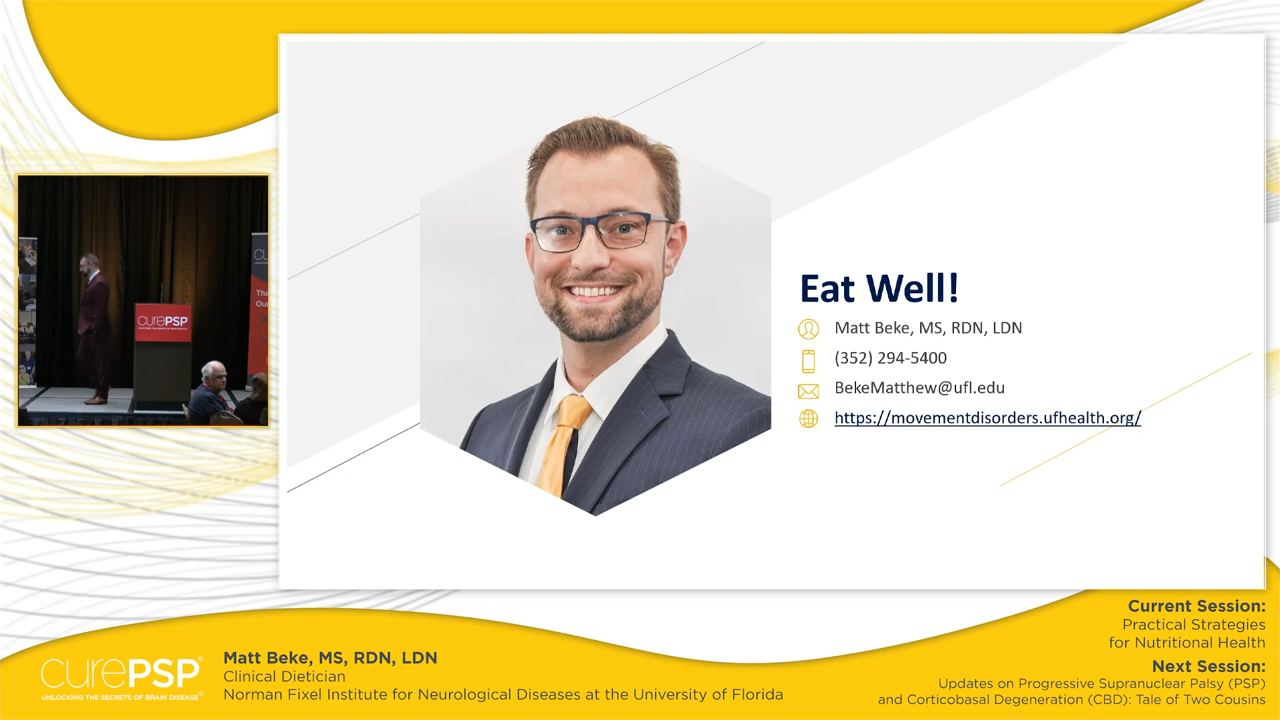 Eat Well!
Matt Beke, MS, RDN, LDN
(352) 294-5400
BekeMatthew@ufl.edu
https://movementdisorders.ufhealth.org/
curePSP
curePSP
UNLOCKING THE SECRETS OF BRAIN DISEASE
Matt Beke, MS, RDN, LDN
Clinical Dietician
Norman Fixel Institute for Neurological Diseases at the University of Florida
Current Session:
Practical Strategies
for Nutritional Health
Next Session:
Updates on Progressive Supranuclear Palsy (PSP)
and Corticobasal Degeneration (CBD): Tale of Two Cousins